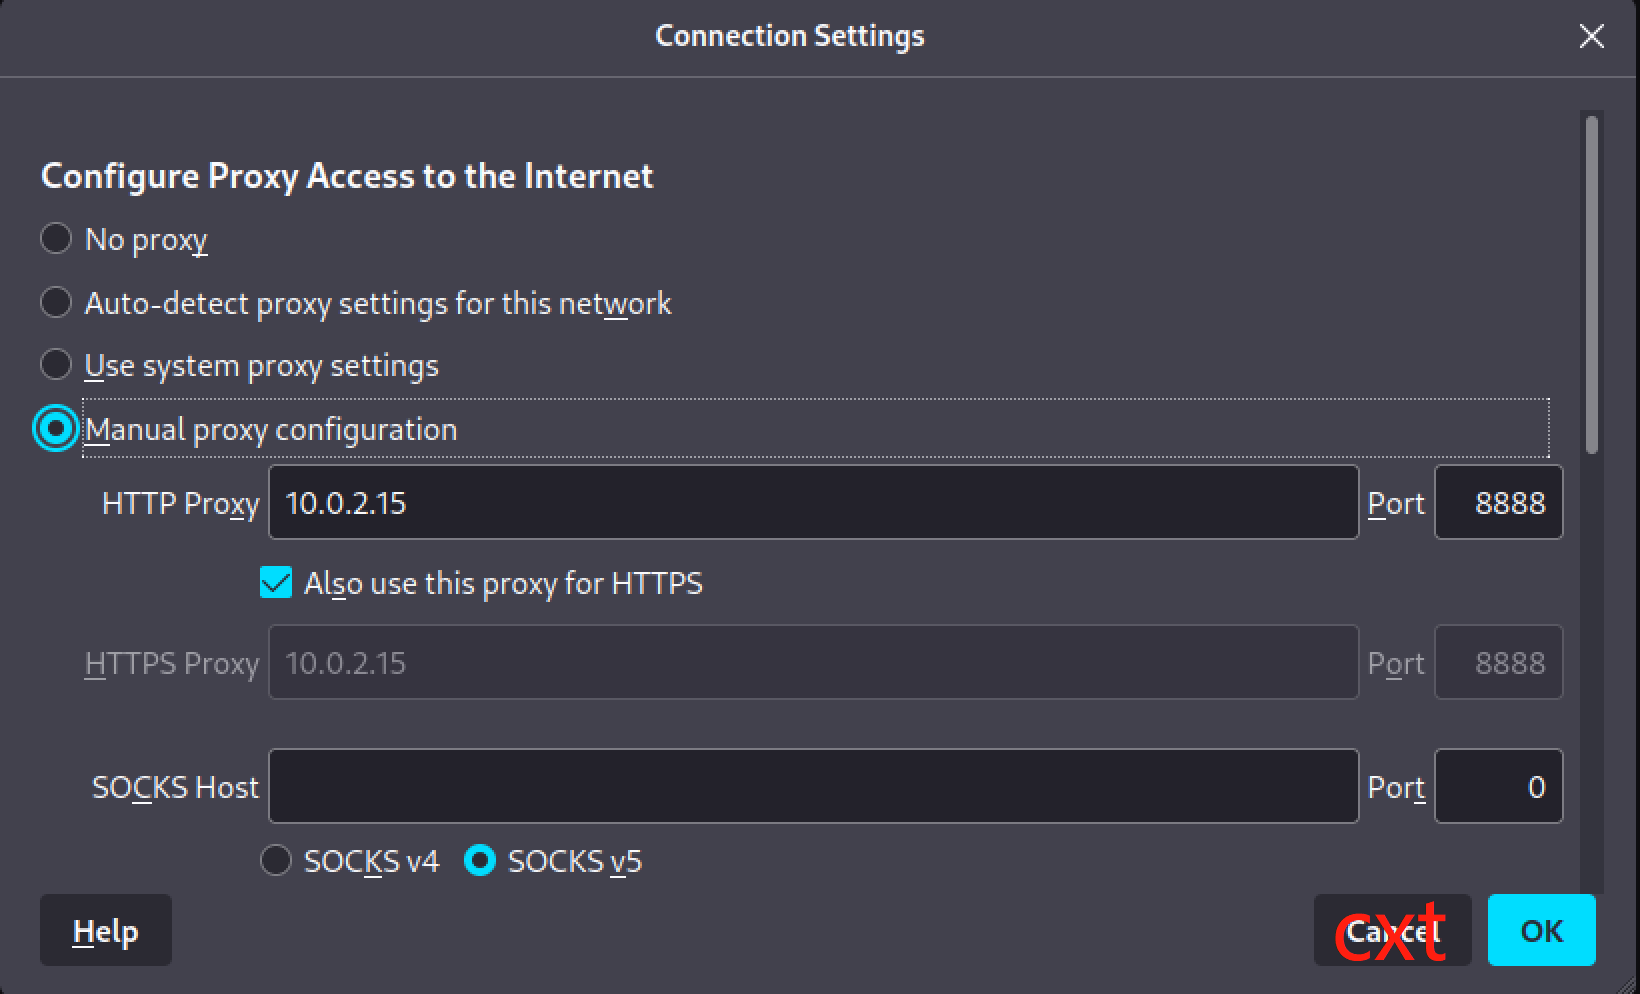 Connection Settings
Configure Proxy Access to the Internet
No proxy
Auto-detect proxy settings for this network
Use system proxy settings
Manual proxy configuration
HTTP Proxy 10.0.2.15 Port 8888
Also use this proxy for HTTPS
HTTPS Proxy 10.0.2.15 Port 8888
SOCKS Host Port 0
SOCKS v4 SOCKS v5
Help Cancel OK
cxt